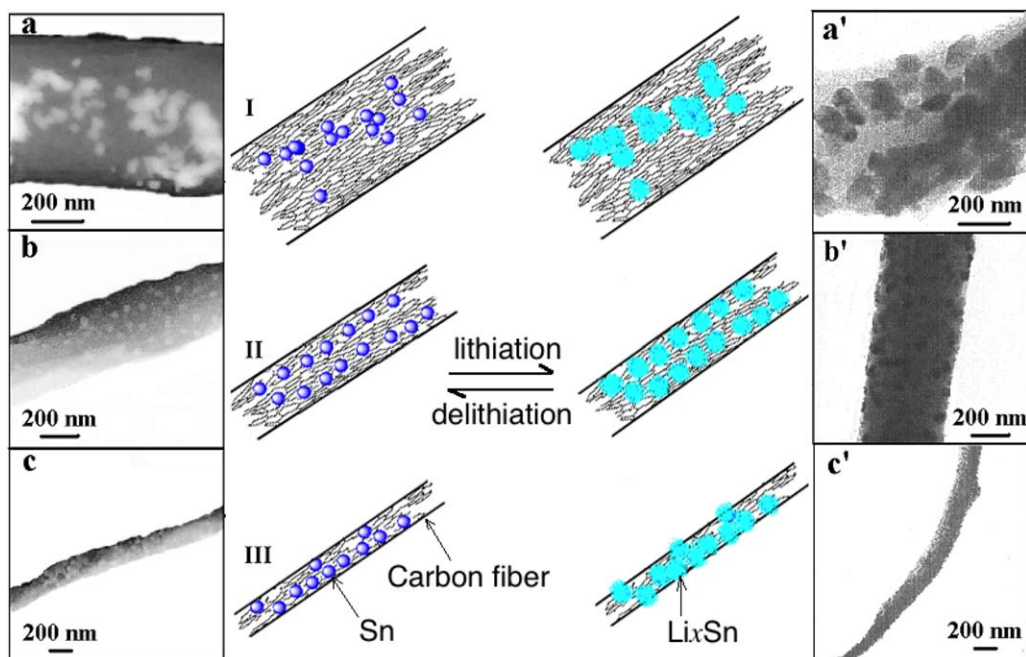 a
200 nm
I
a'
200 nm
b
200 nm
II
lithiation
delithiation
b'
200 nm
c
200 nm
III
Carbon fiber
Sn
LixSn
c'
200 nm